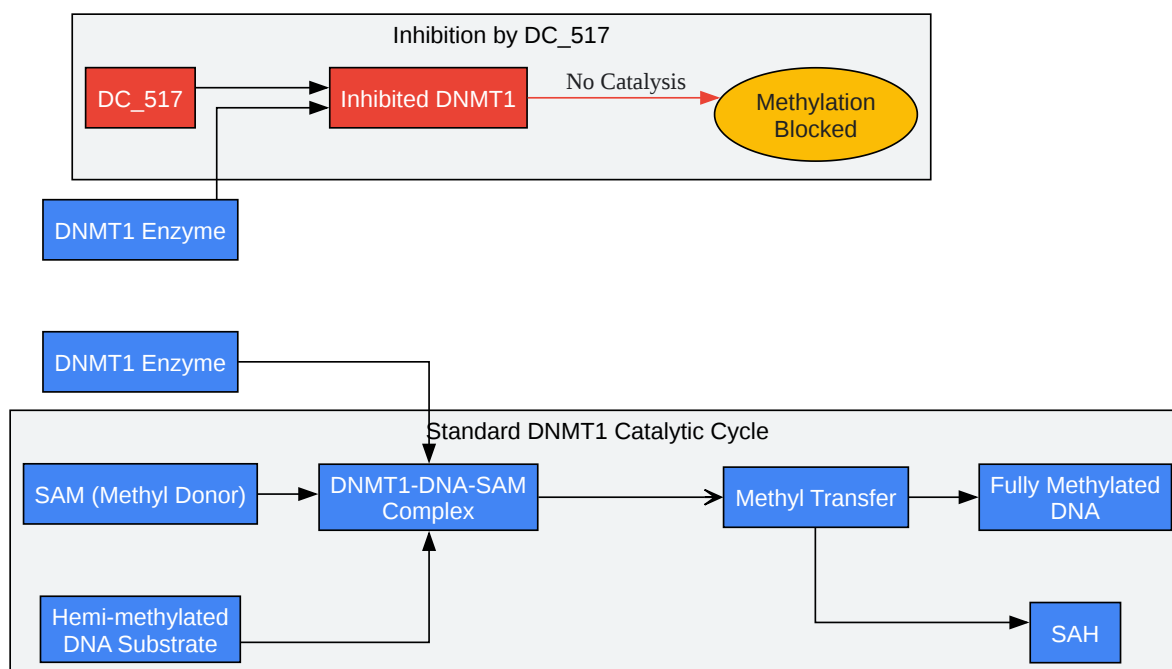 Inhibition by DC_517
DC_517
Inhibited DNMT1
No Catalysis
Methylation
Blocked
DNMT1 Enzyme
DNMT1 Enzyme
Standard DNMT1 Catalytic Cycle
SAM (Methyl Donor)
DNMT1-DNA-SAM
Complex
Methyl Transfer
Fully Methylated
DNA
Hemi-methylated
DNA Substrate
SAH